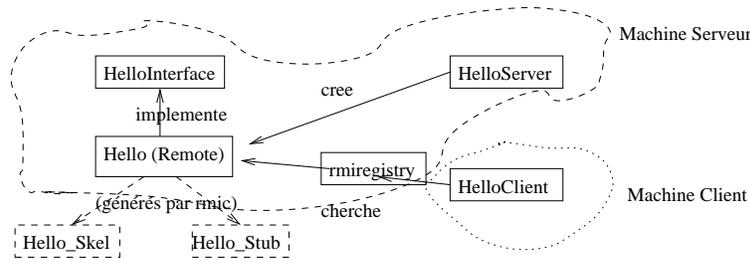 Machine Serveur
HelloInterface
HelloServer
cree
implemente
Hello (Remote)
rmiregistry
HelloClient
Machine Client
(générés par rmic)
cherche
Hello_Skel
Hello_Stub